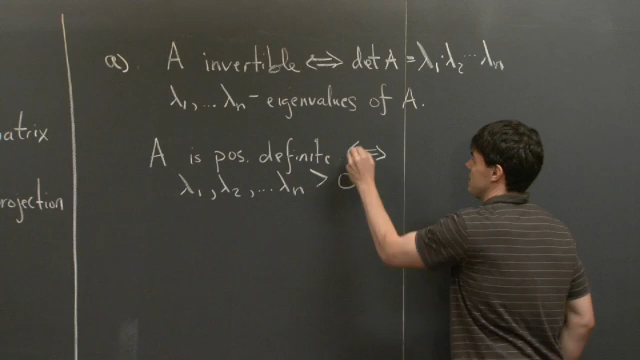 atrix
rojection
a). A invertible ⇔ det A = λ₁·λ₂···λₙ
λ₁,...λₙ - eigenvalues of A.
A is pos. definite ⇔
λ₁, λ₂, ... λₙ > 0